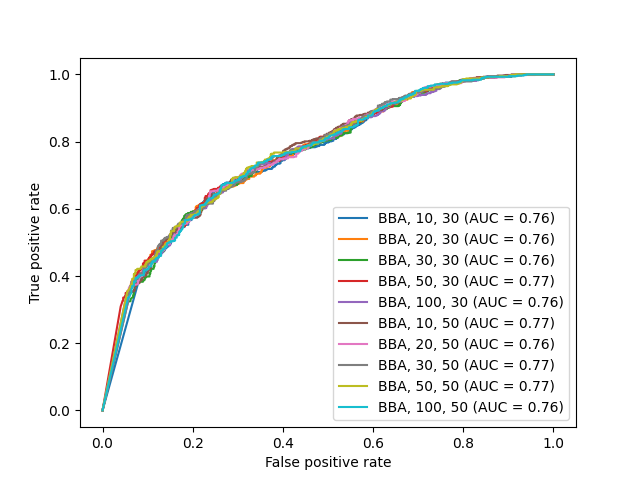 1.0
0.8
0.6
0.4
0.2
0.0
True positive rate
BBA, 10, 30 (AUC = 0.76)
BBA, 20, 30 (AUC = 0.76)
BBA, 30, 30 (AUC = 0.76)
BBA, 50, 30 (AUC = 0.77)
BBA, 100, 30 (AUC = 0.76)
BBA, 10, 50 (AUC = 0.77)
BBA, 20, 50 (AUC = 0.76)
BBA, 30, 50 (AUC = 0.77)
BBA, 50, 50 (AUC = 0.77)
BBA, 100, 50 (AUC = 0.76)
0.0 0.2 0.4 0.6 0.8 1.0
False positive rate